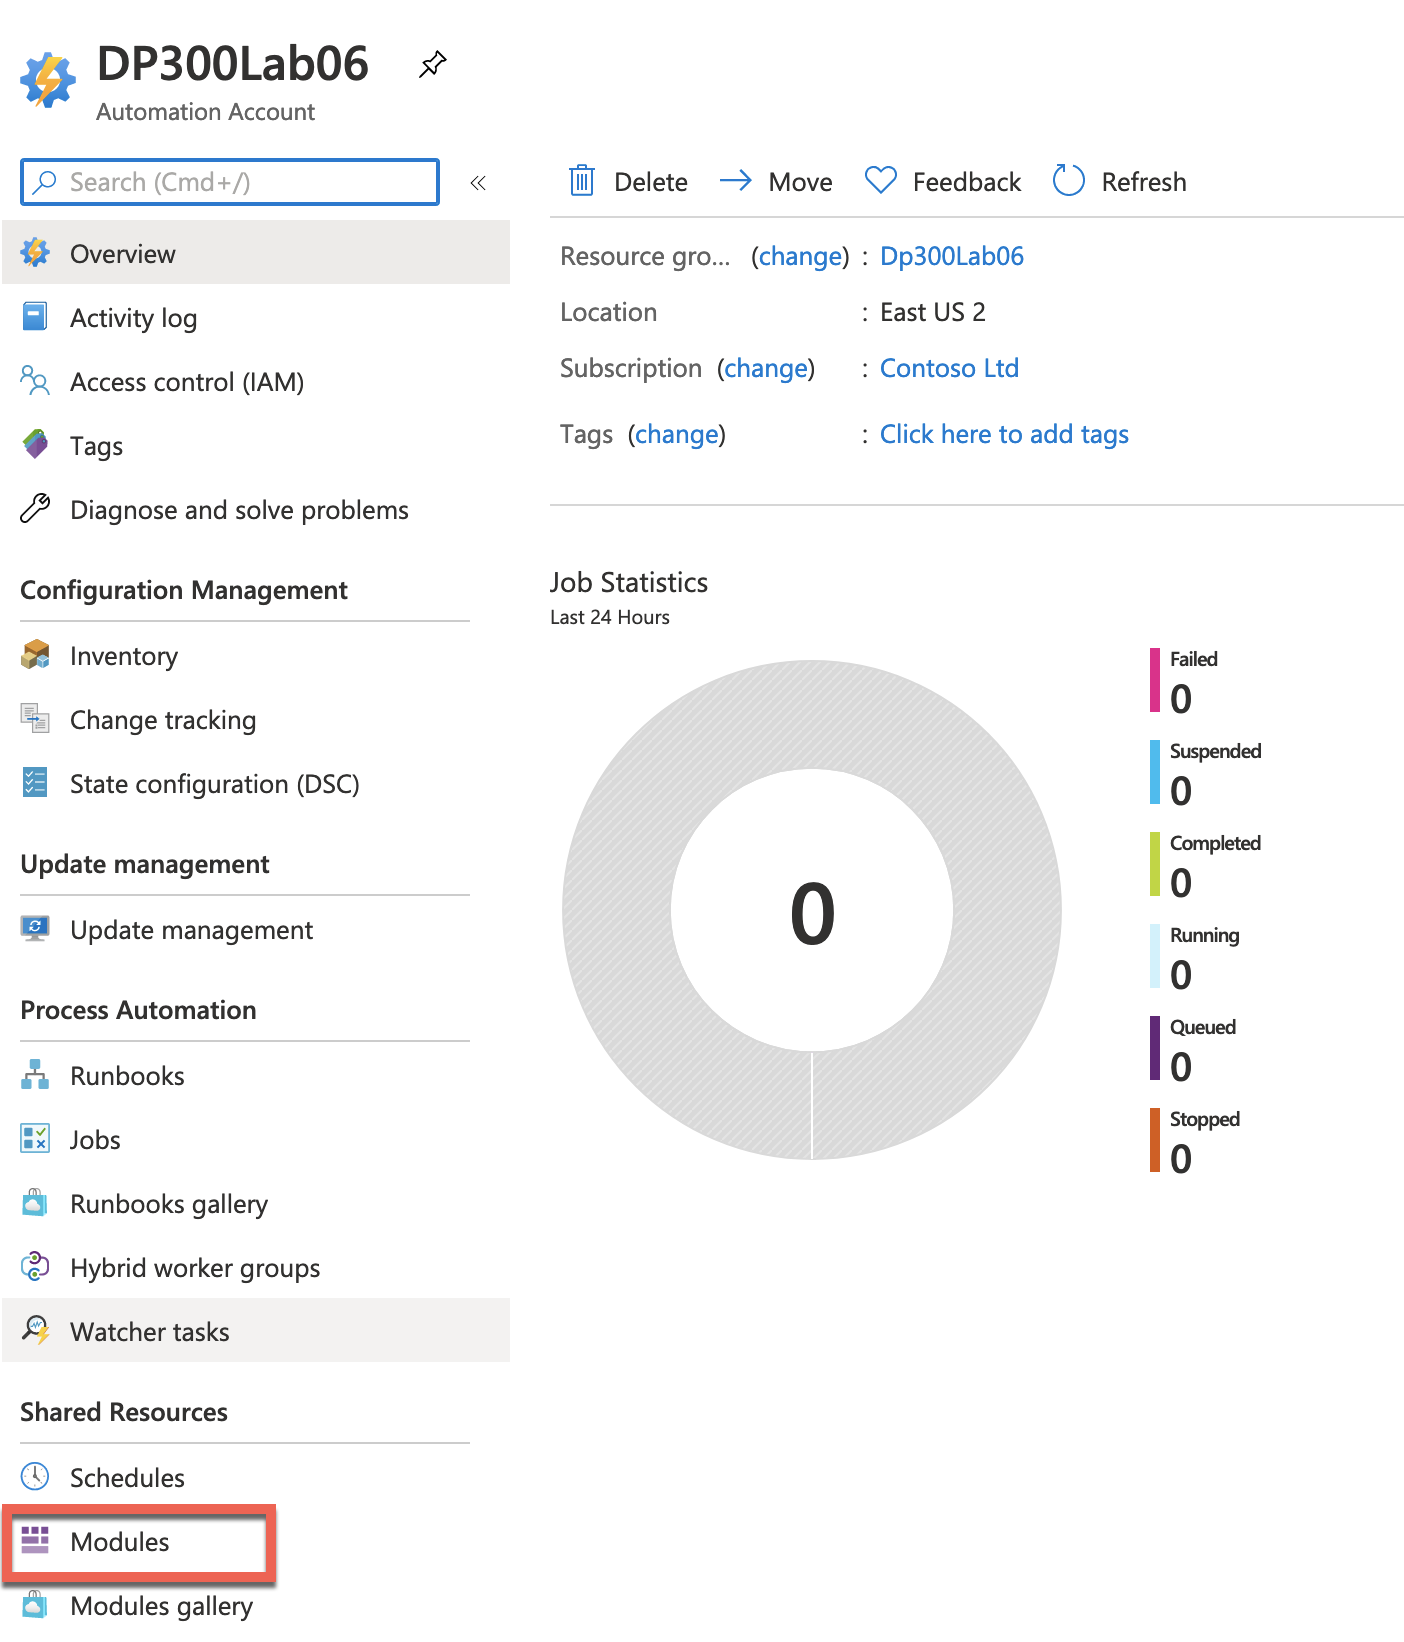 DP300Lab06
Automation Account
Search (Cmd+/)
«
Overview
Activity log
Access control (IAM)
Tags
Diagnose and solve problems
Configuration Management
Inventory
Change tracking
State configuration (DSC)
Update management
Update management
Process Automation
Runbooks
Jobs
Runbooks gallery
Hybrid worker groups
Watcher tasks
Shared Resources
Schedules
Modules
Modules gallery
Delete Move Feedback Refresh
Resource gro... (change) : Dp300Lab06
Location : East US 2
Subscription (change) : Contoso Ltd
Tags (change) : Click here to add tags
Job Statistics
Last 24 Hours
0
Failed
0
Suspended
0
Completed
0
Running
0
Queued
0
Stopped
0